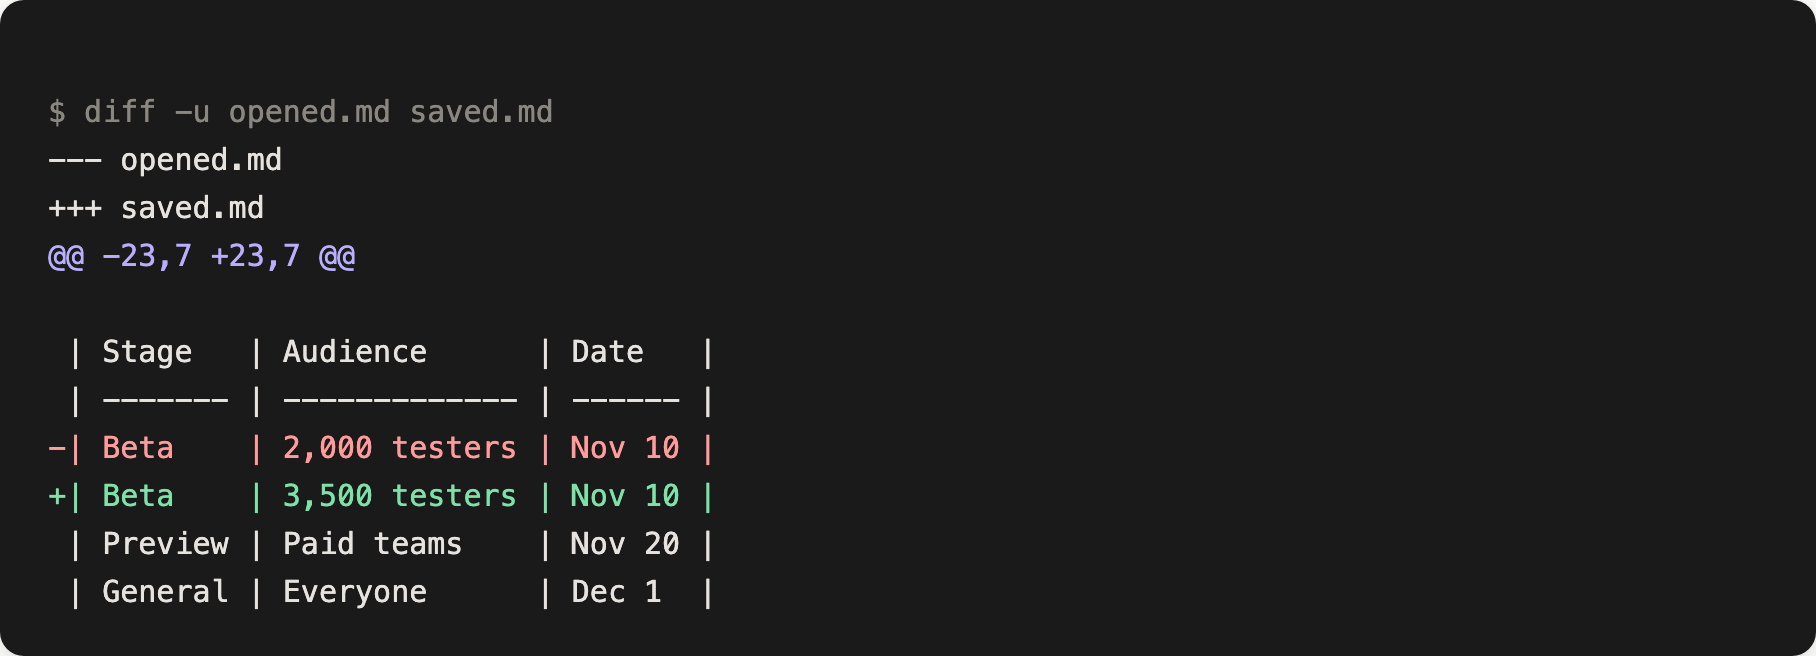 $ diff -u opened.md saved.md
--- opened.md
+++ saved.md
@@ -23,7 +23,7 @@
 | Stage   | Audience      | Date   |
 | ------- | ------------- | ------ |
-| Beta    | 2,000 testers | Nov 10 |
+| Beta    | 3,500 testers | Nov 10 |
 | Preview | Paid teams    | Nov 20 |
 | General | Everyone      | Dec 1  |